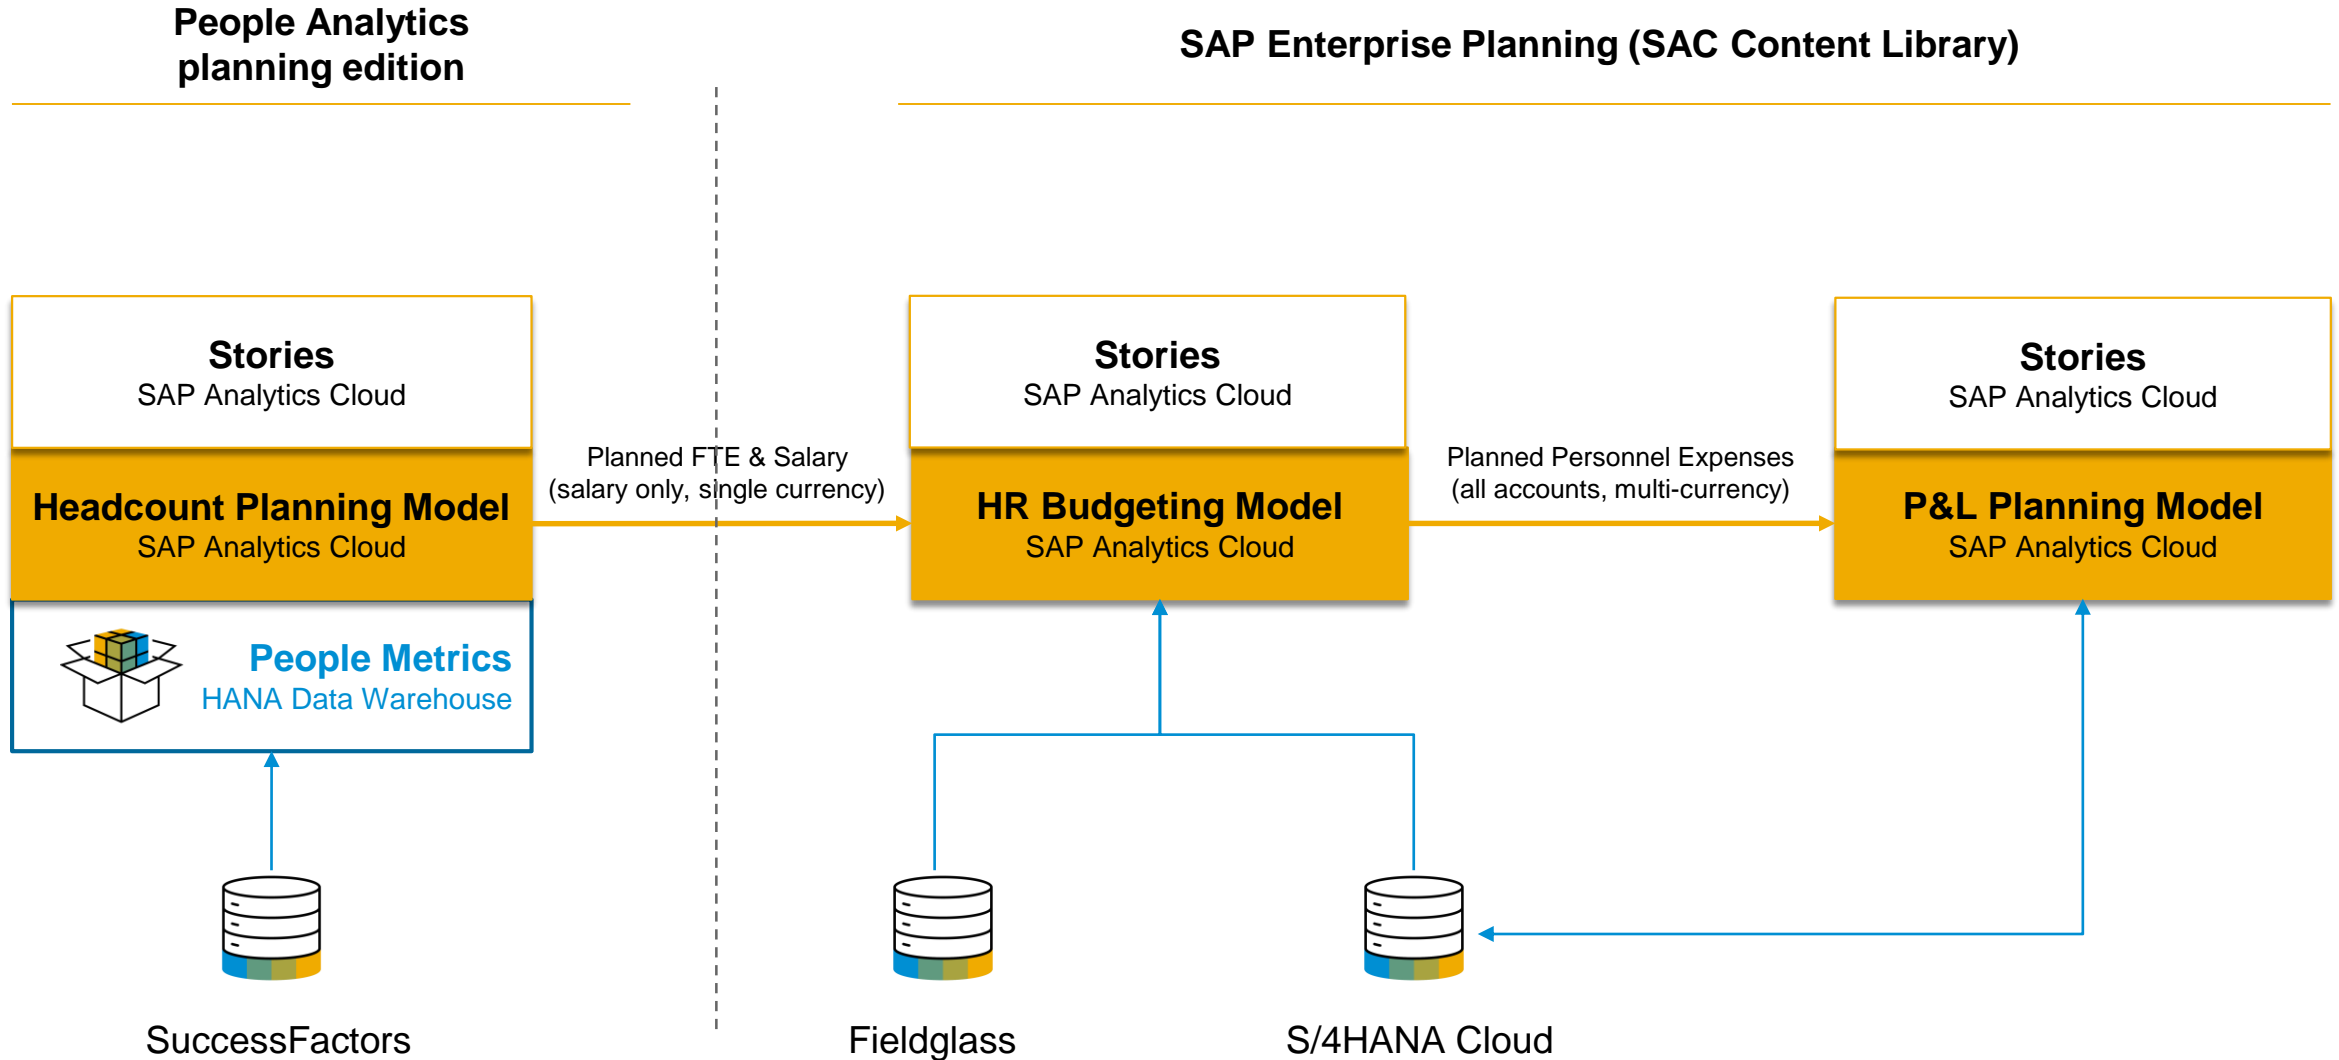 People Analytics
planning edition
SAP Enterprise Planning (SAC Content Library)
Stories
SAP Analytics Cloud
Headcount Planning Model
SAP Analytics Cloud
People Metrics
HANA Data Warehouse
SuccessFactors
Planned FTE & Salary
(salary only, single currency)
Stories
SAP Analytics Cloud
HR Budgeting Model
SAP Analytics Cloud
Fieldglass
S/4HANA Cloud
Planned Personnel Expenses
(all accounts, multi-currency)
Stories
SAP Analytics Cloud
P&L Planning Model
SAP Analytics Cloud